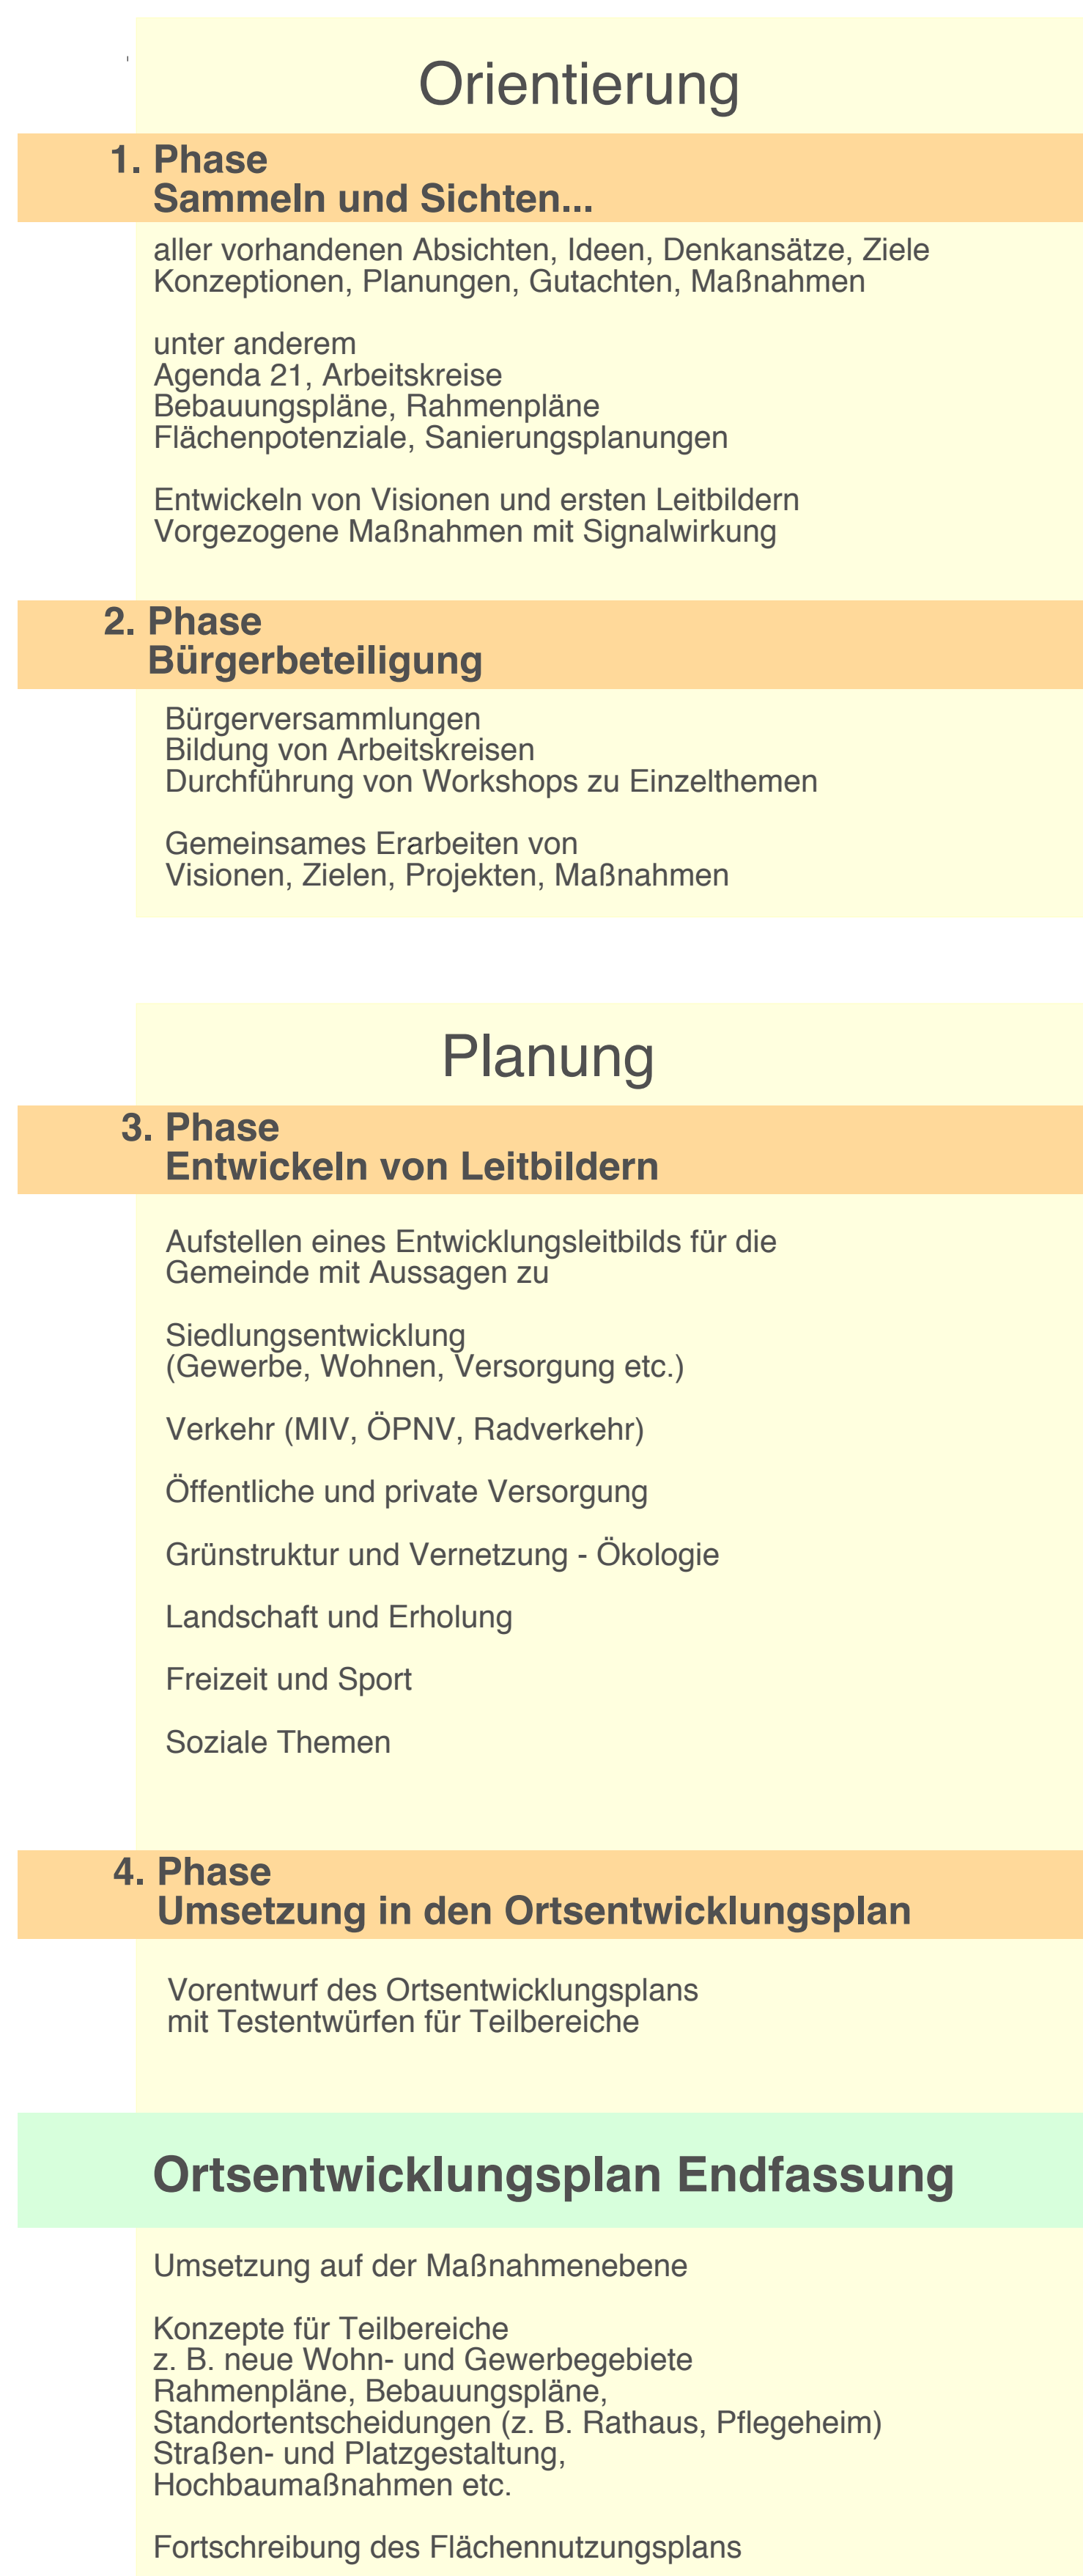 Orientierung
1. Phase
Sammeln und Sichten...
aller vorhandenen Absichten, Ideen, Denkansätze, Ziele
Konzeptionen, Planungen, Gutachten, Maßnahmen
unter anderem
Agenda 21, Arbeitskreise
Bebauungspläne, Rahmenpläne
Flächenpotenziale, Sanierungsplanungen
Entwickeln von Visionen und ersten Leitbildern
Vorgezogene Maßnahmen mit Signalwirkung
2. Phase
Bürgerbeteiligung
Bürgerversammlungen
Bildung von Arbeitskreisen
Durchführung von Workshops zu Einzelthemen
Gemeinsames Erarbeiten von
Visionen, Zielen, Projekten, Maßnahmen
Planung
3. Phase
Entwickeln von Leitbildern
Aufstellen eines Entwicklungsleitbilds für die
Gemeinde mit Aussagen zu
Siedlungsentwicklung
(Gewerbe, Wohnen, Versorgung etc.)
Verkehr (MIV, ÖPNV, Radverkehr)
Öffentliche und private Versorgung
Grünstruktur und Vernetzung - Ökologie
Landschaft und Erholung
Freizeit und Sport
Soziale Themen
4. Phase
Umsetzung in den Ortsentwicklungsplan
Vorentwurf des Ortsentwicklungsplans
mit Testentwürfen für Teilbereiche
Ortsentwicklungsplan Endfassung
Umsetzung auf der Maßnahmenebene
Konzepte für Teilbereiche
z. B. neue Wohn- und Gewerbegebiete
Rahmenpläne, Bebauungspläne,
Standortentscheidungen (z. B. Rathaus, Pflegeheim)
Straßen- und Platzgestaltung,
Hochbaumaßnahmen etc.
Fortschreibung des Flächennutzungsplans